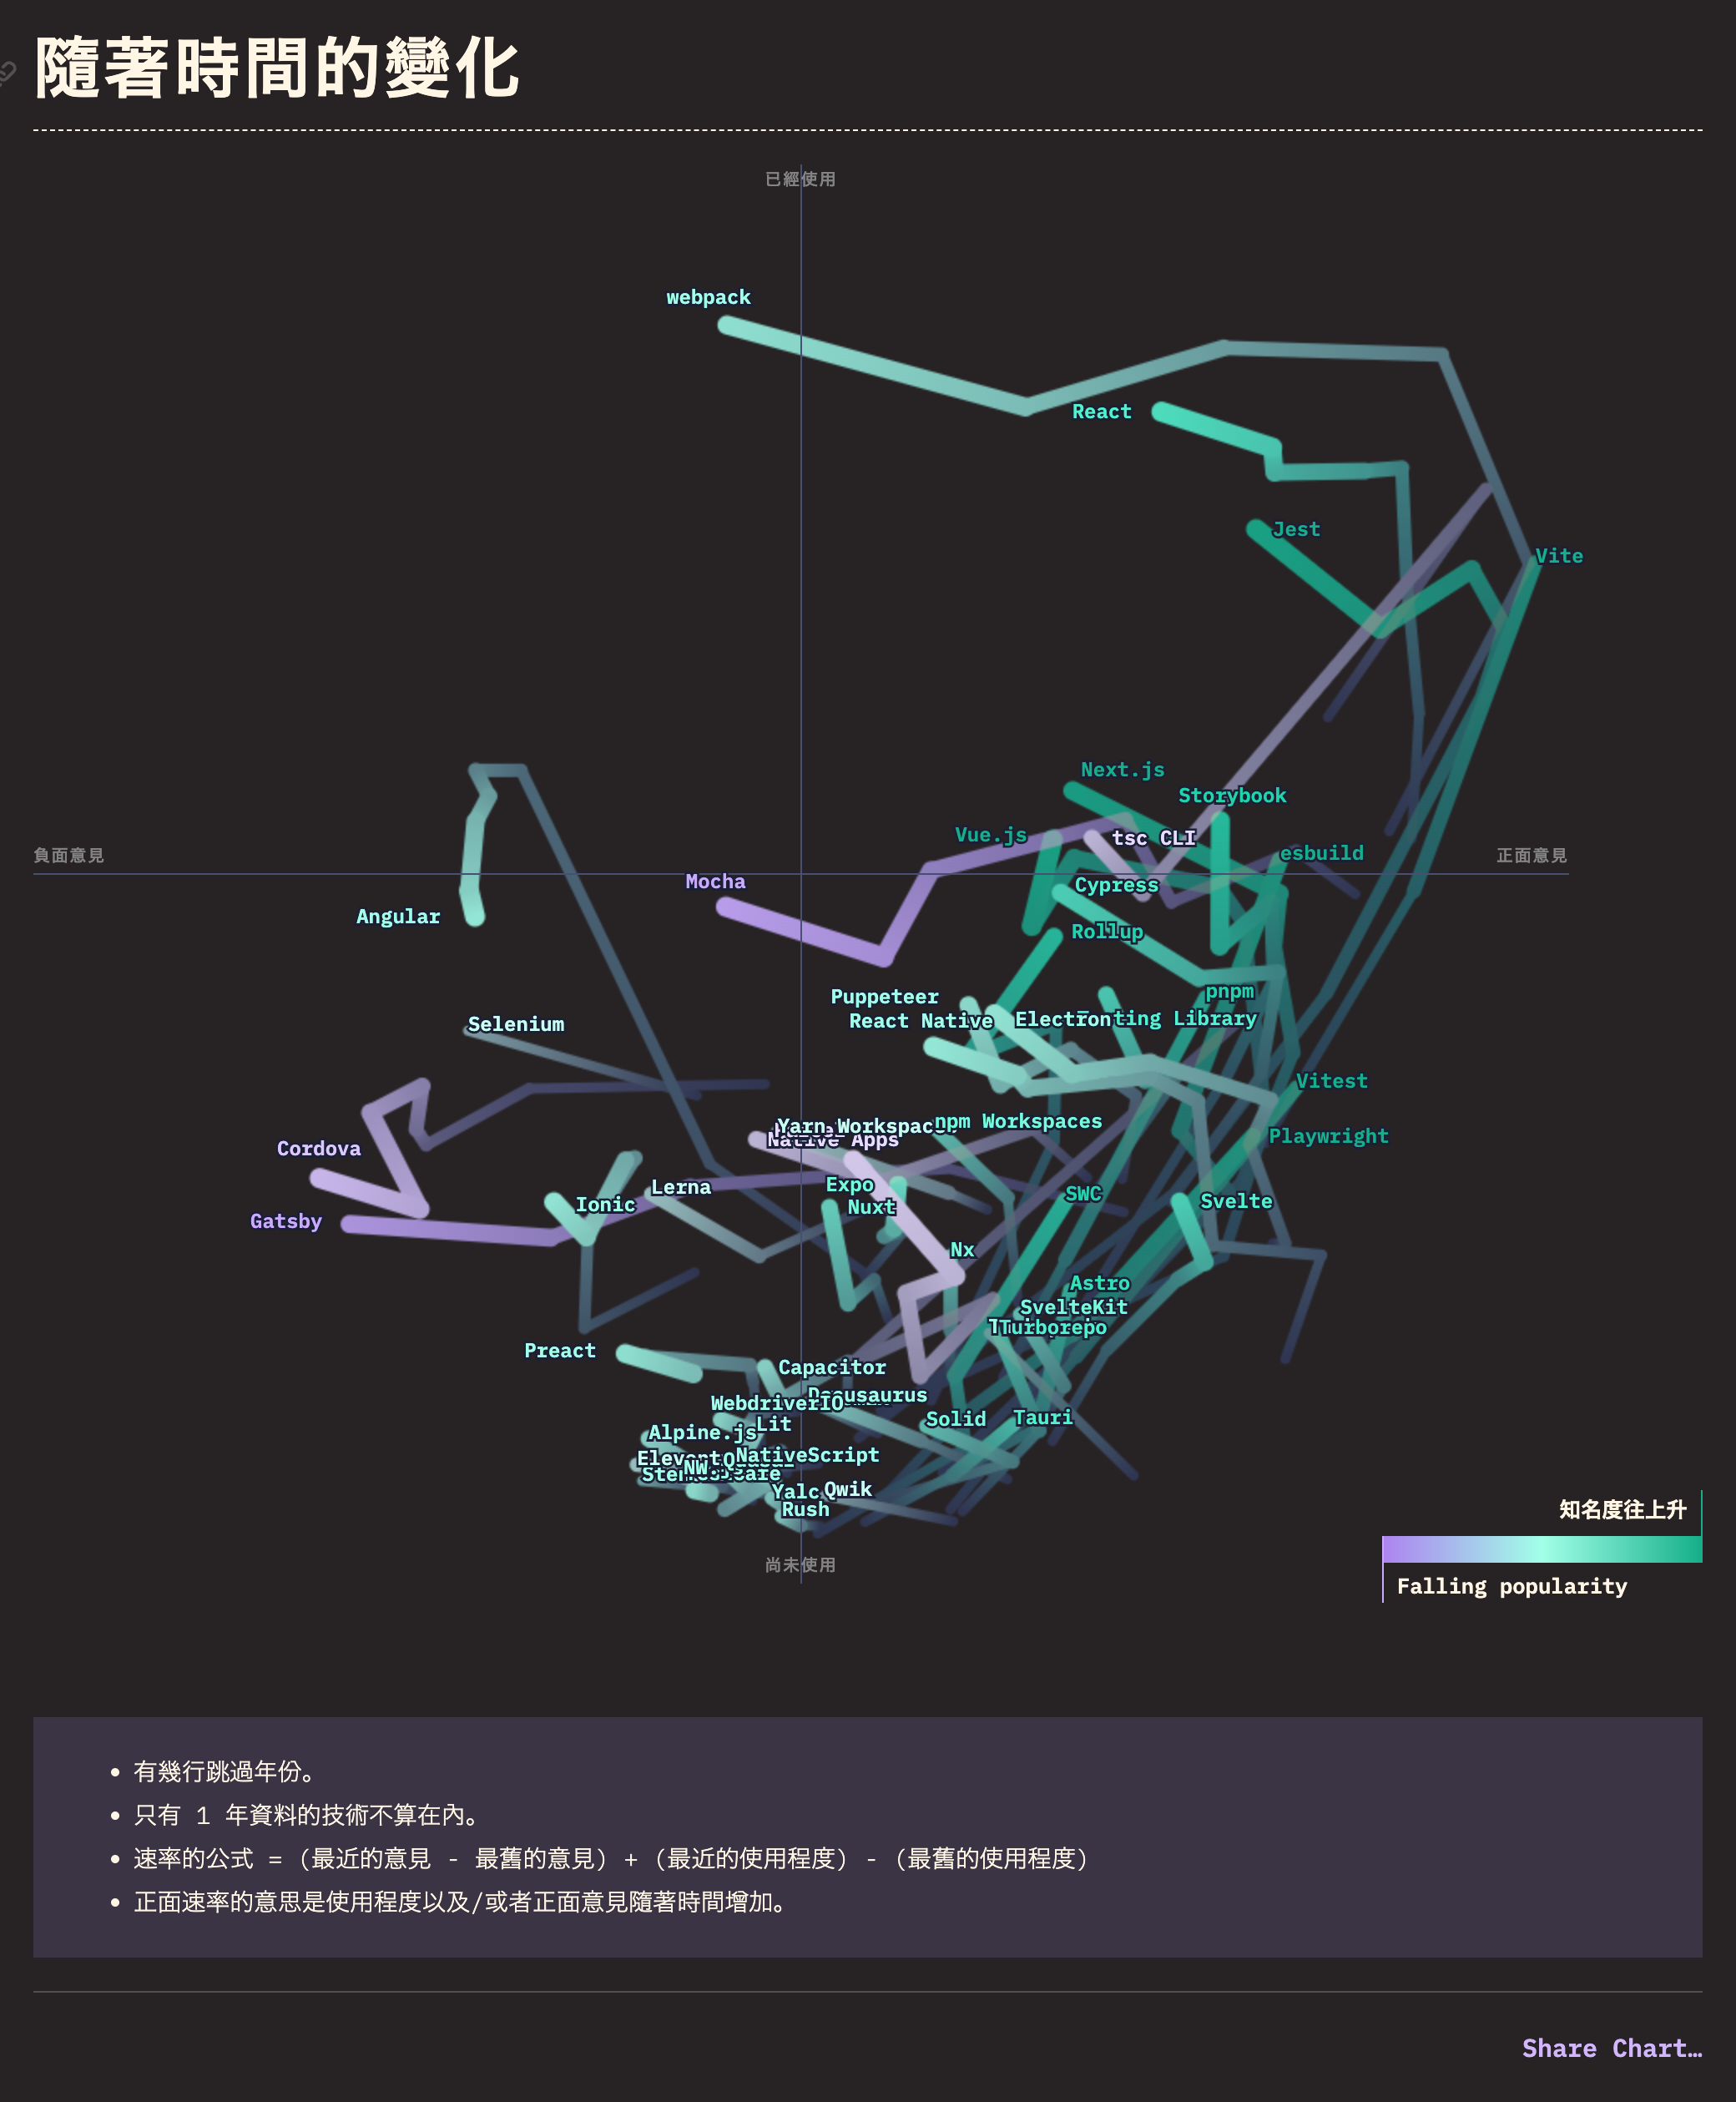 隨著時間的變化
已經使用
webpack
React
Jest
Vite
Next.js
Storybook
Vue.js
tsc CLI
esbuild
負面意見
正面意見
Mocha
Cypress
Angular
Rollup
Puppeteer
pnpm
React Native
Electron
ting Library
Selenium
Vitest
npm Workspaces
Yarn Workspace
Native Apps
Playwright
Cordova
Expo
Lerna
SWC
Svelte
Ionic
Nuxt
Gatsby
Nx
Astro
SvelteKit
Turborepo
Preact
Capacitor
WebdriverIO
usaurus
Solid
Tauri
Lit
Alpine.js
NativeScript
Elevent
NW.
Yalc
Qwik
Rush
尚未使用
知名度往上升
Falling popularity
有幾行跳過年份。
只有 1 年資料的技術不算在內。
速率的公式 = (最近的意見 - 最舊的意見) + (最近的使用程度) - (最舊的使用程度)
正面速率的意思是使用程度以及/或者正面意見隨著時間增加。
Share Chart…